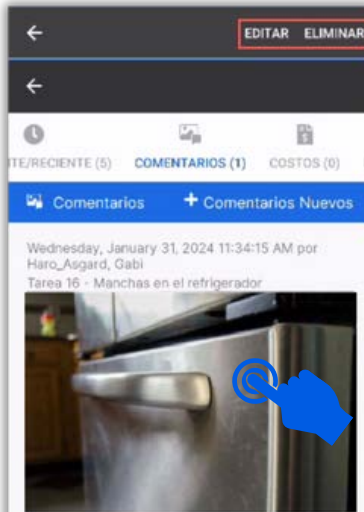 EDITAR ELIMINAR
TE/RECIENTE (5) COMENTARIOS (1) COSTOS (0)
Comentarios + Comentarios Nuevos
Wednesday, January 31, 2024 11:34:15 AM por
Haro_Asgard, Gabi
Tarea 16 - Manchas en el refrigerador